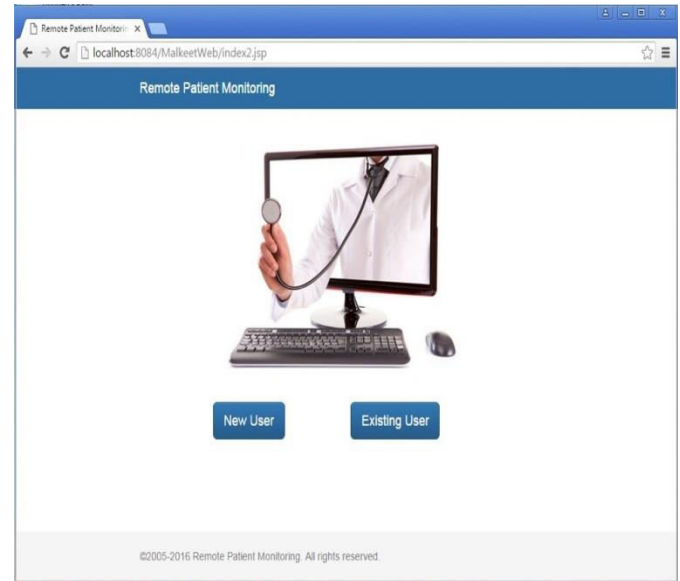 Remote Patient Monitorin
localhost:8084/MalkeetWeb/index2.jsp
Remote Patient Monitoring
New User
Existing User
©2005-2016 Remote Patient Monitoring. All rights reserved.